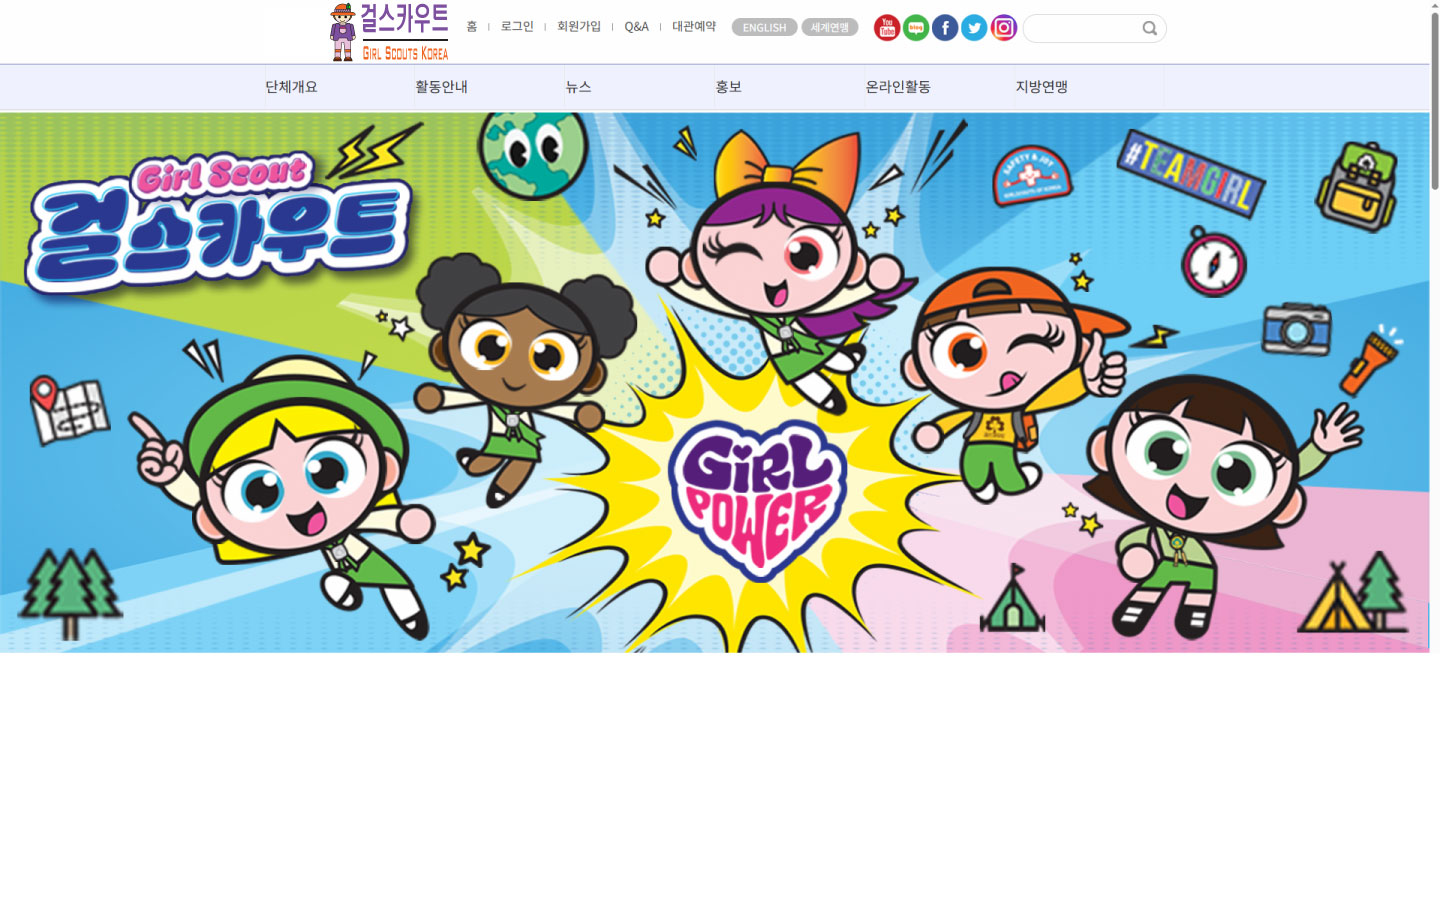 걸스카우트
GIRL SCOUTS KOREA
홈
로그인
회원가입
Q&A
대관예약
ENGLISH
세계연맹
You Tube
blog
단체개요
활동안내
뉴스
홍보
온라인활동
지방연맹
Girl Scout
걸스카우트
SAFETY & JOY
#TEAMGIRL
GIRL
POWER